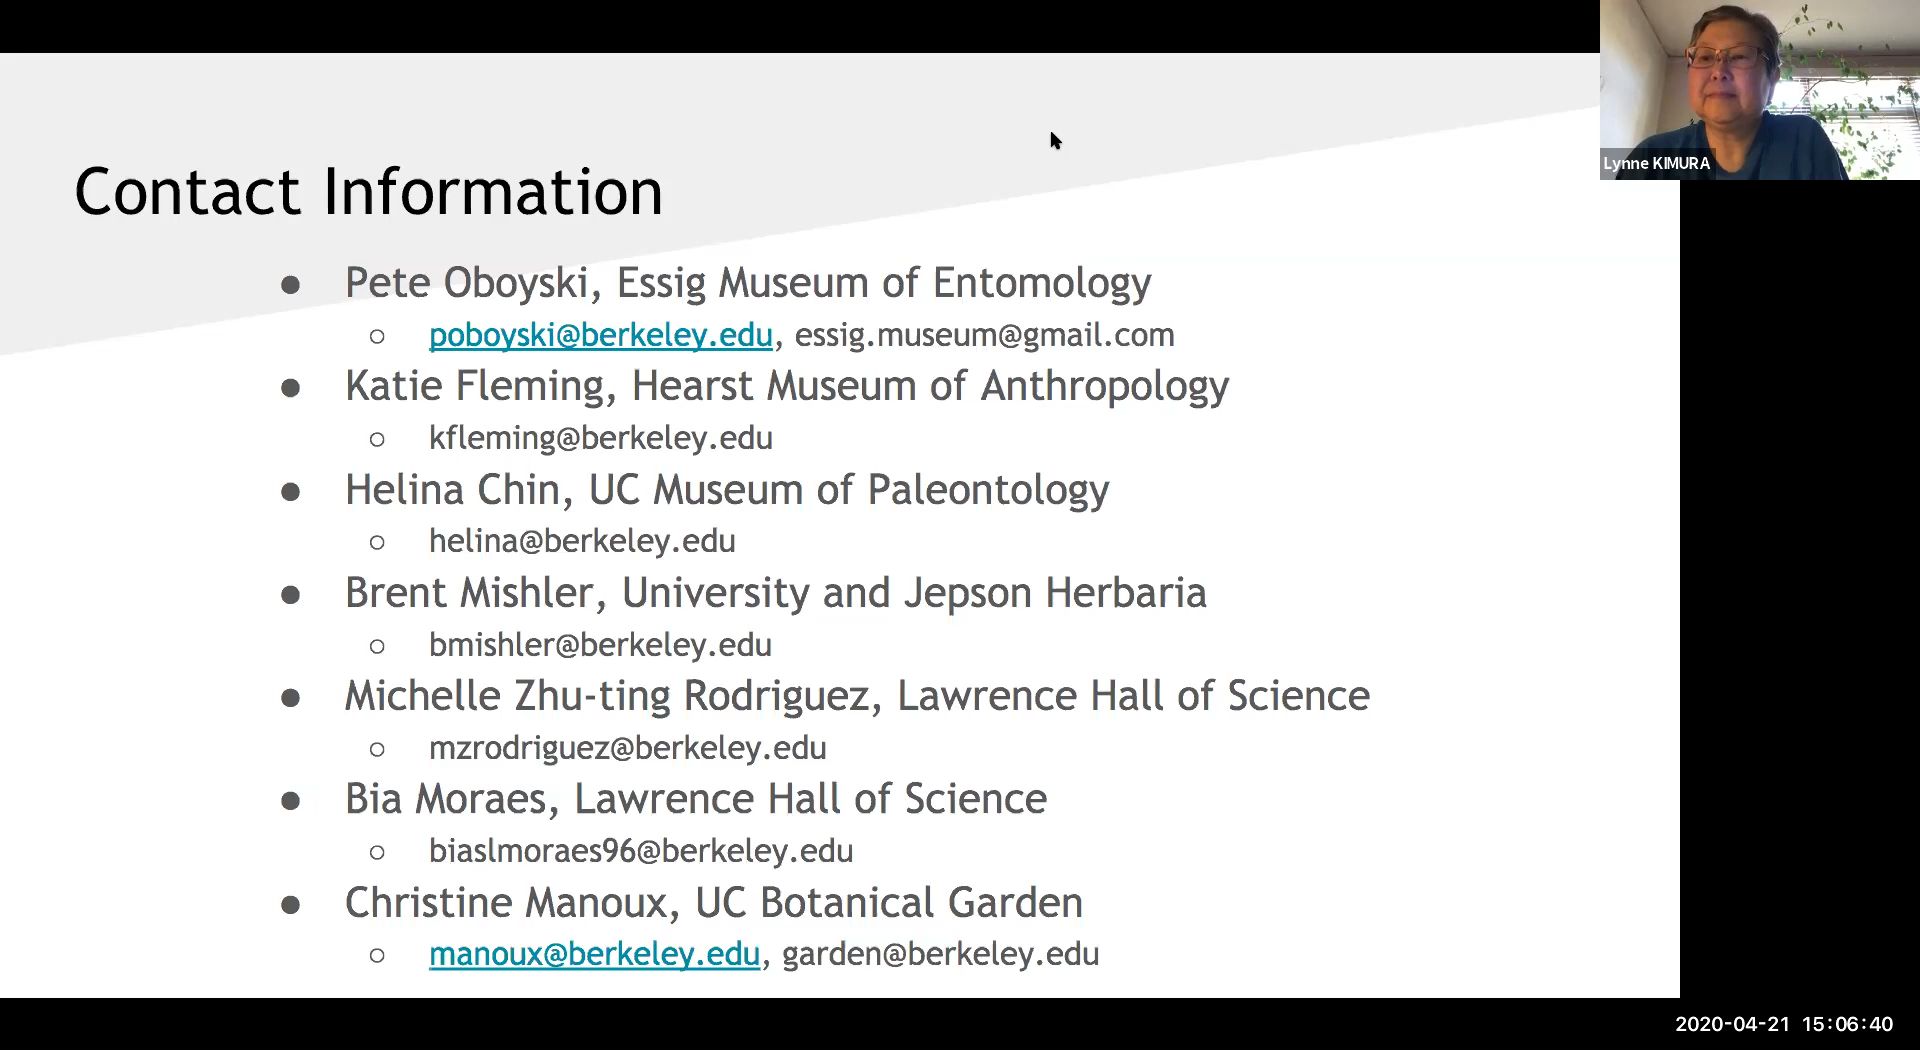 Lynne KIMURA
Contact Information
● Pete Oboyski, Essig Museum of Entomology
○ poboyski@berkeley.edu, essig.museum@gmail.com
● Katie Fleming, Hearst Museum of Anthropology
○ kfleming@berkeley.edu
● Helina Chin, UC Museum of Paleontology
○ helina@berkeley.edu
● Brent Mishler, University and Jepson Herbaria
○ bmishler@berkeley.edu
● Michelle Zhu-ting Rodriguez, Lawrence Hall of Science
○ mzrodriguez@berkeley.edu
● Bia Moraes, Lawrence Hall of Science
○ biaslmoraes96@berkeley.edu
● Christine Manoux, UC Botanical Garden
○ manoux@berkeley.edu, garden@berkeley.edu
2020-04-21 15:06:40